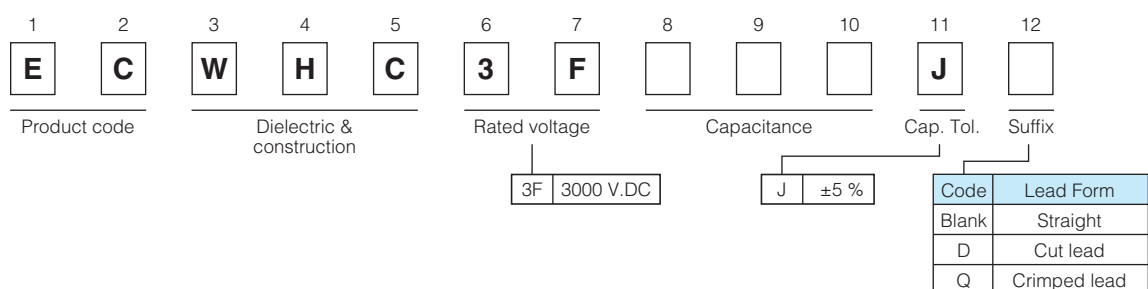 1 2 3 4 5 6 7 8 9 10 11 12
E C W H C 3 F J
Product code Dielectric & Rated voltage Capacitance Cap. Tol. Suffix
construction
3F 3000 V.DC J ±5 %
Code Lead Form
Blank Straight
D Cut lead
Q Crimped lead